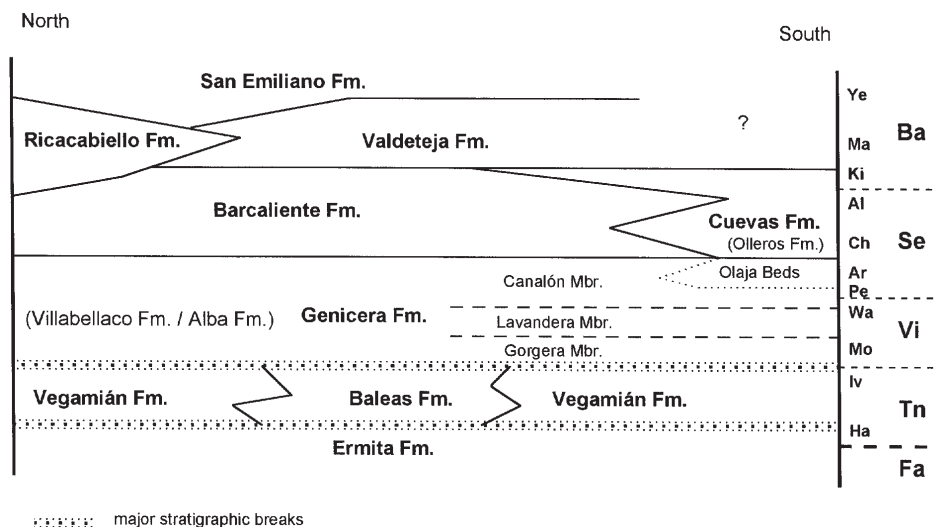 North
South
San Emiliano Fm.
Ye
Ricacabiello Fm.
Valdeteja Fm.
?
Ma
Ba
Ki
Barcaliente Fm.
Al
Cuevas Fm.
(Olleros Fm.)
Ch
Se
Canalón Mbr.
Olaja Beds
Ar
Pe
(Villabellaco Fm. / Alba Fm.)
Genicera Fm.
Lavandera Mbr.
Wa
Vi
Gorgera Mbr.
Mo
Vegamián Fm.
Baleas Fm.
Vegamián Fm.
Iv
Tn
Ha
Ermita Fm.
Fa
major stratigraphic breaks